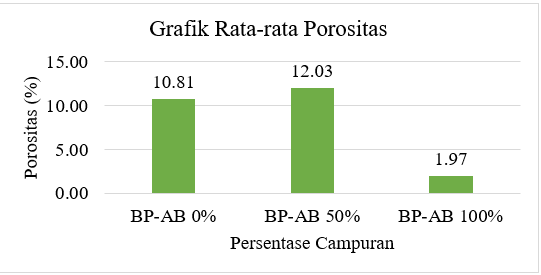 Grafik Rata-rata Porositas
Porositas (%)
15.00
10.00
5.00
0.00
10.81
12.03
1.97
BP-AB 0%
BP-AB 50%
BP-AB 100%
Persentase Campuran